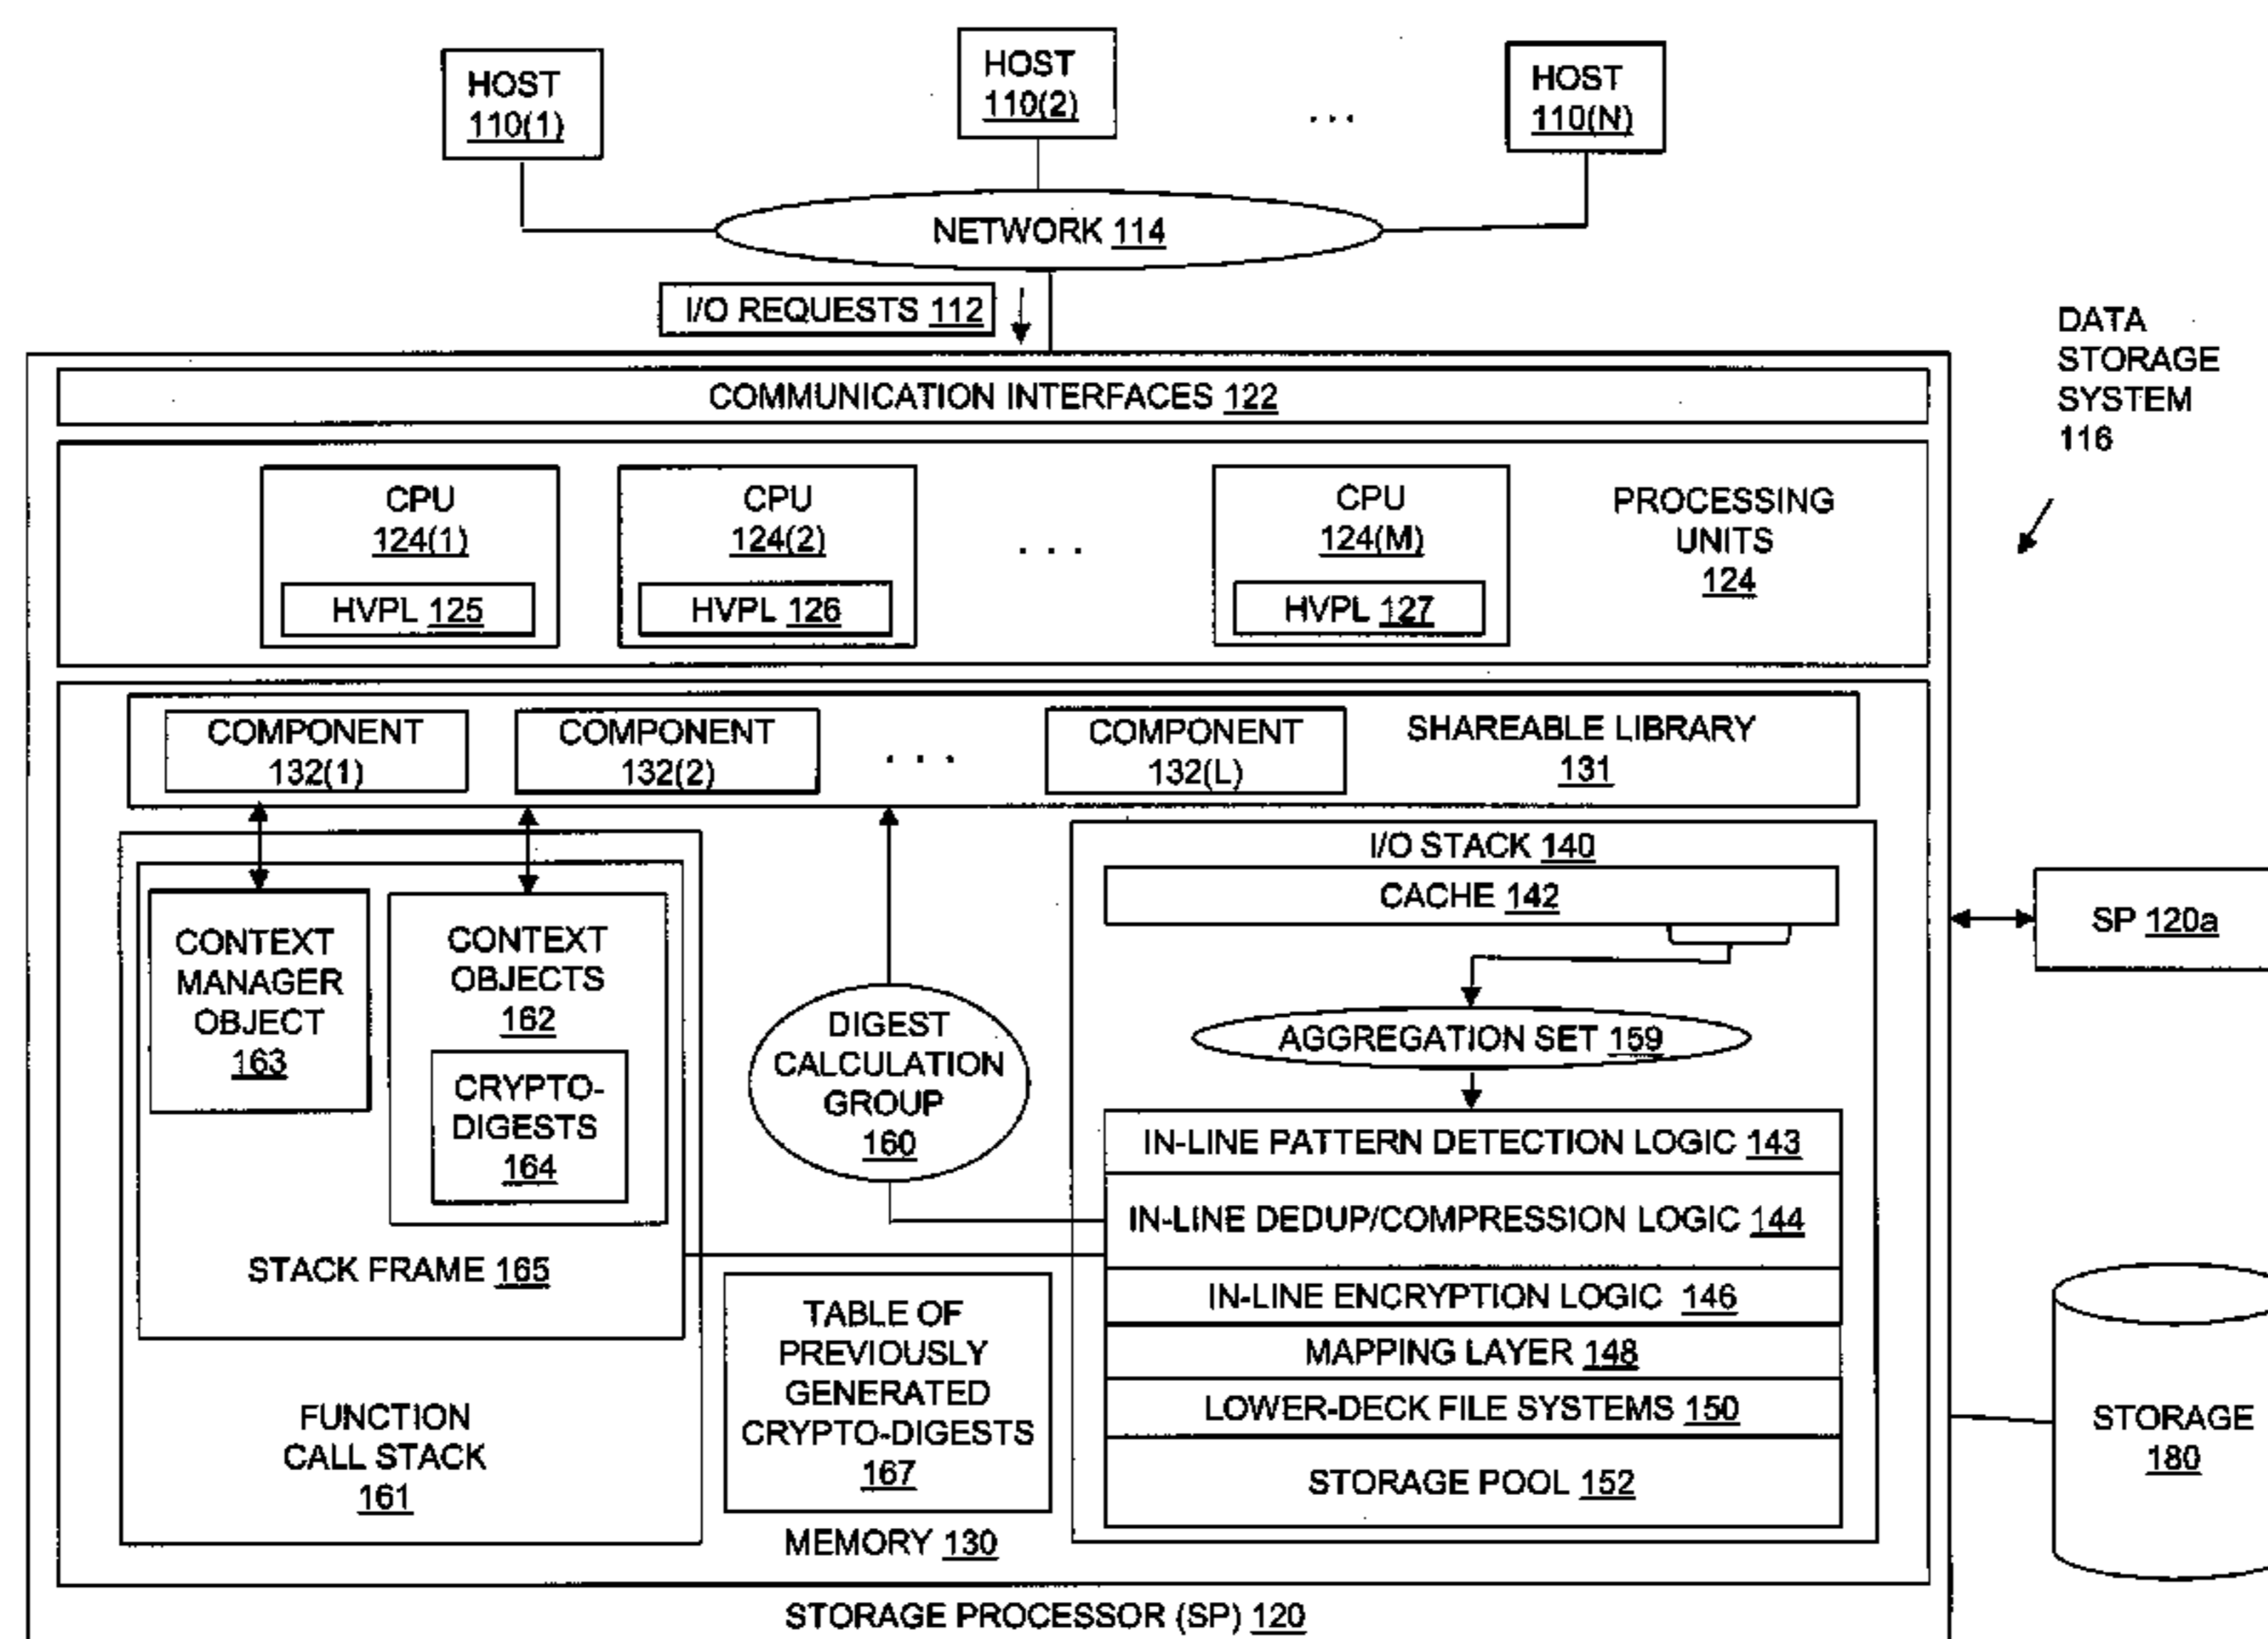 HOST
110(1)
HOST
110(2)
. . .
HOST
110(N)
NETWORK 114
I/O REQUESTS 112
DATA
STORAGE
SYSTEM
116
COMMUNICATION INTERFACES 122
CPU
124(1)
HVPL 125
CPU
124(2)
HVPL 126
. . .
CPU
124(M)
HVPL 127
PROCESSING
UNITS
124
COMPONENT
132(1)
COMPONENT
132(2)
. . .
COMPONENT
132(L)
SHAREABLE LIBRARY
131
CONTEXT
MANAGER
OBJECT
163
CONTEXT
OBJECTS
162
CRYPTO-
DIGESTS
164
STACK FRAME 165
FUNCTION
CALL STACK
161
DIGEST
CALCULATION
GROUP
160
TABLE OF
PREVIOUSLY
GENERATED
CRYPTO-DIGESTS
167
MEMORY 130
I/O STACK 140
CACHE 142
AGGREGATION SET 159
IN-LINE PATTERN DETECTION LOGIC 143
IN-LINE DEDUP/COMPRESSION LOGIC 144
IN-LINE ENCRYPTION LOGIC 146
MAPPING LAYER 148
LOWER-DECK FILE SYSTEMS 150
STORAGE POOL 152
SP 120a
STORAGE
180
STORAGE PROCESSOR (SP) 120